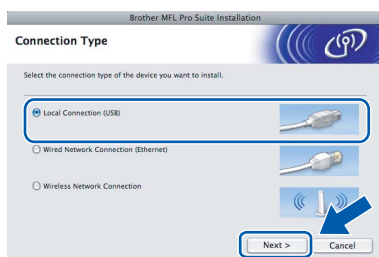 Brother MFL Pro Suite Installation
Connection Type
Select the connection type of the device you want to install.
Local Connection (USB)
Wired Network Connection (Ethernet)
Wireless Network Connection
Next >
Cancel